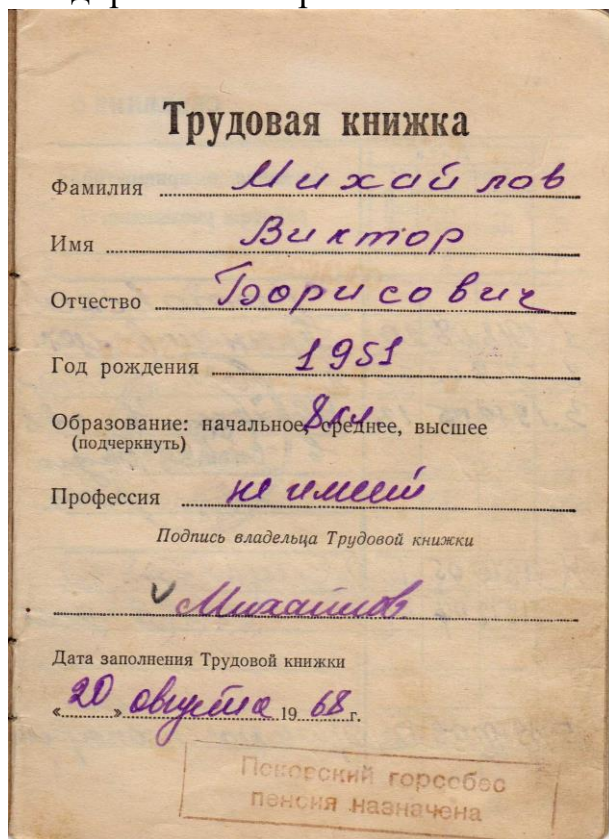 Трудовая книжка
Фамилия Михайлов
Имя Виктор
Отчество Борисович
Год рождения 1951
Образование: начальное, 8 кл. среднее, высшее
(подчеркнуть)
Профессия не имеет
Подпись владельца Трудовой книжки
V Михайлов
Дата заполнения Трудовой книжки
«20» августа 1968 г.
Псковский горсобес
пенсия назначена